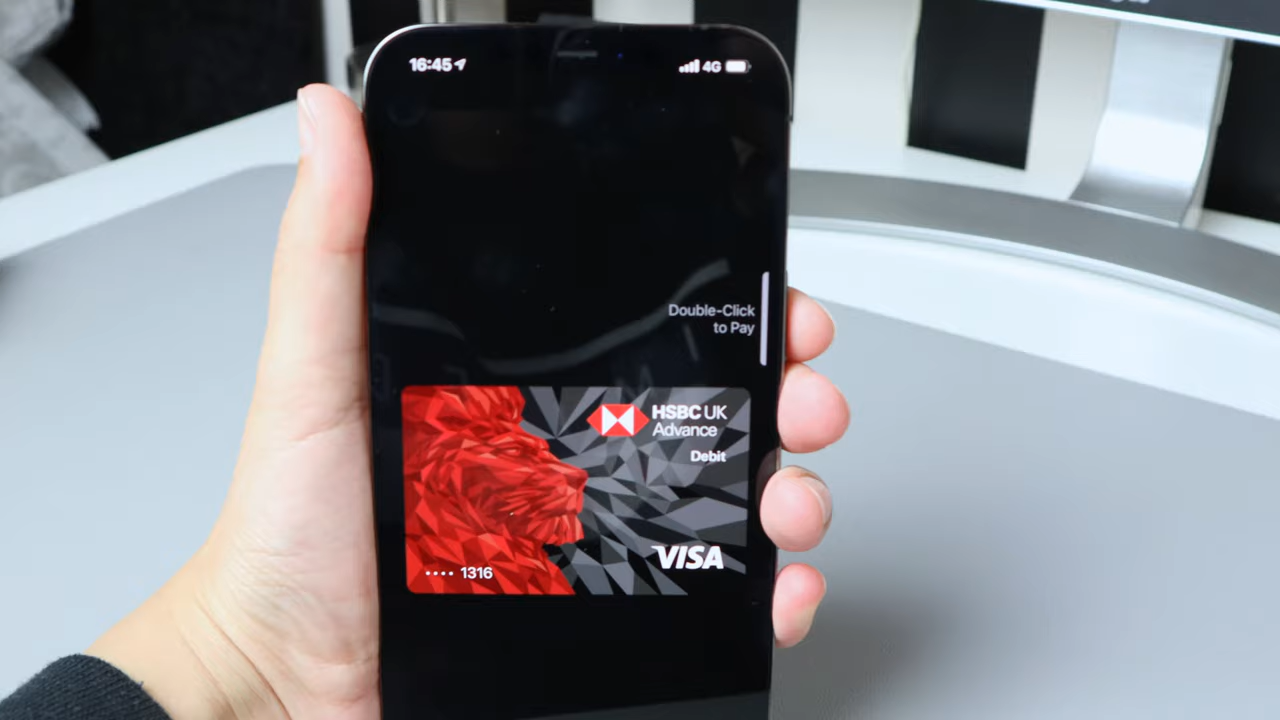 16:45
4G
Double-Click
to Pay
HSBC UK
Advance
Debit
VISA
•••• 1316